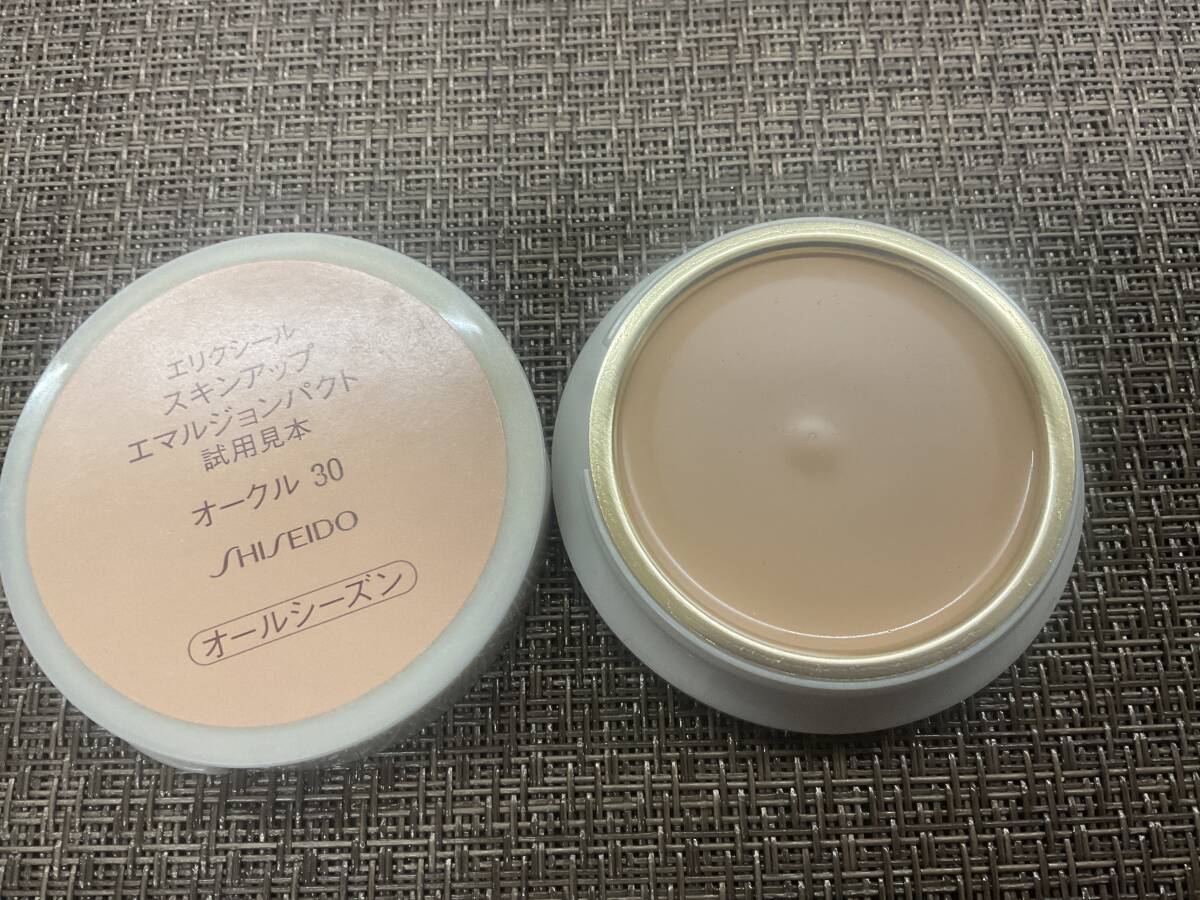 エリクシール
スキンアップ
エマルジョンパクト
試用見本
オークル 30
SHISEIDO
オールシーズン